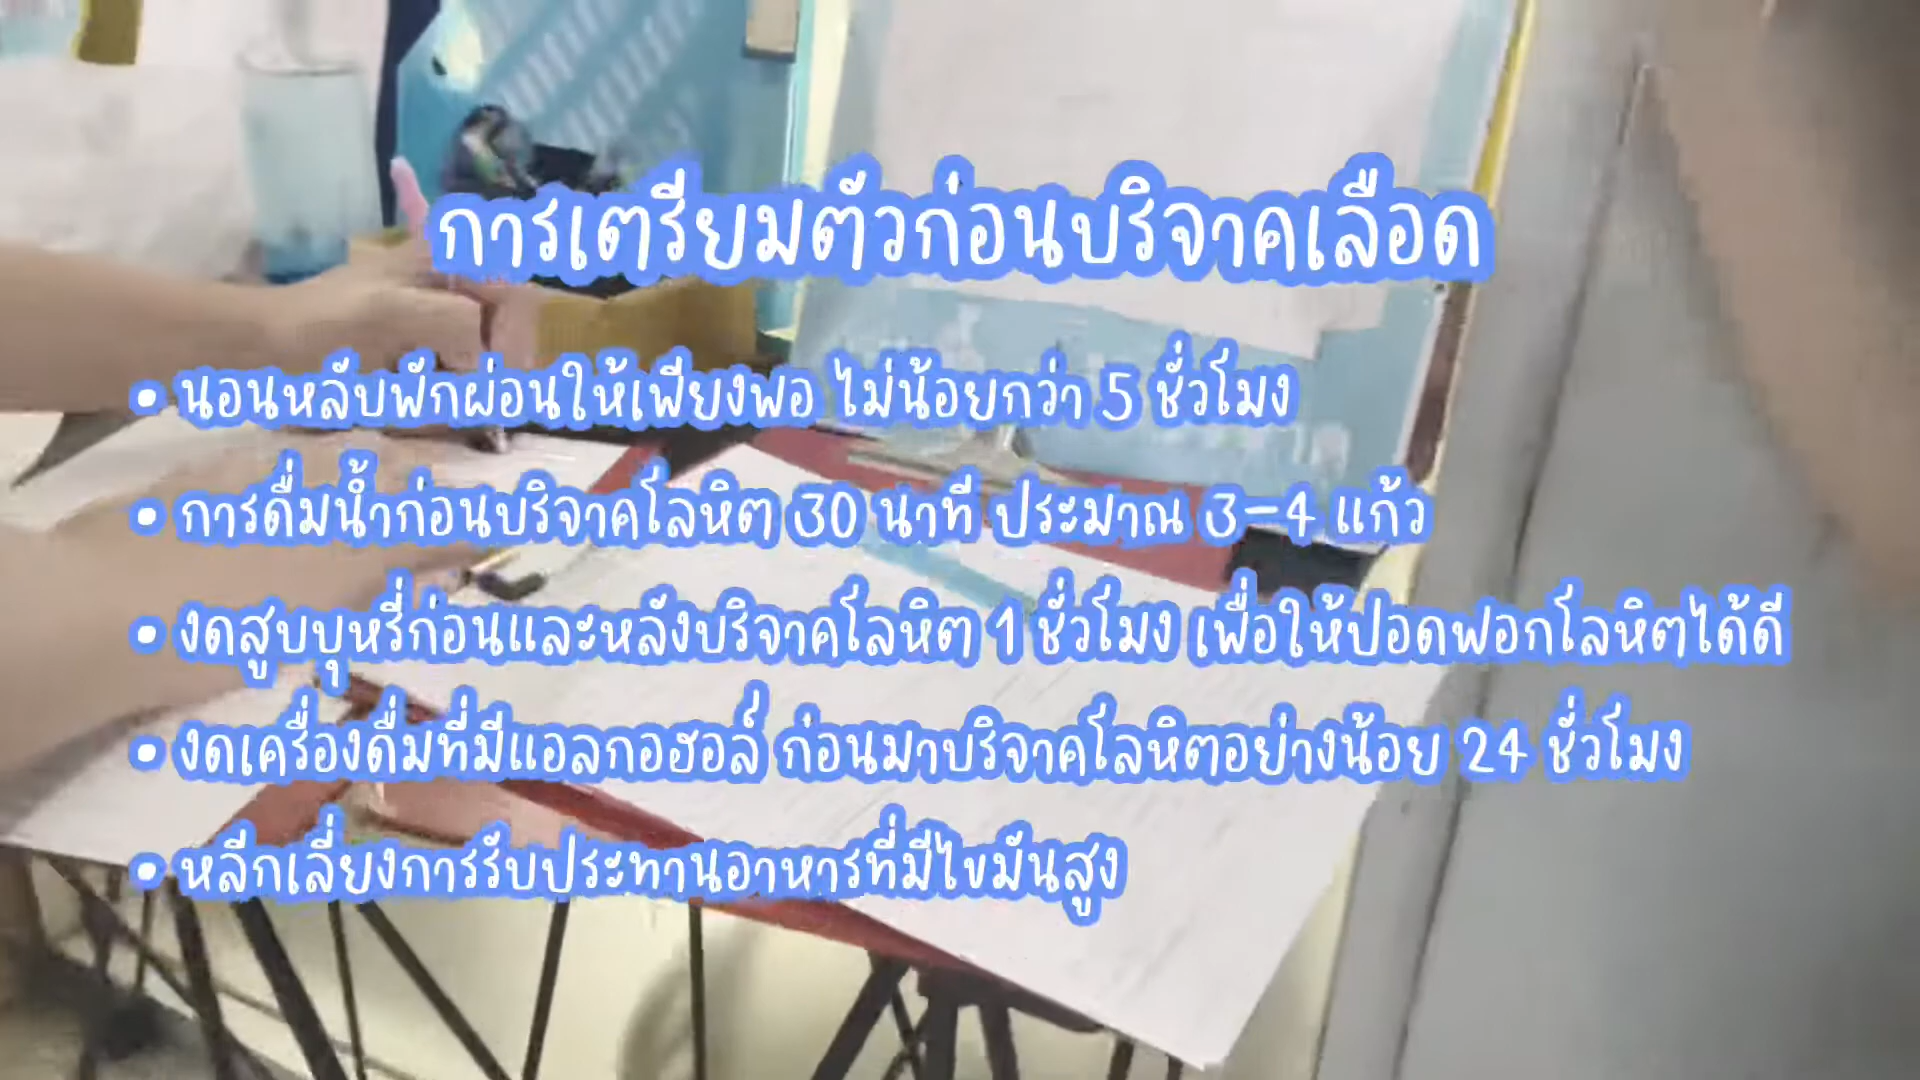 การเตรียมตัวก่อนบริจาคเลือด
• นอนหลับพักผ่อนให้เพียงพอ ไม่น้อยกว่า 5 ชั่วโมง
• การดื่มน้ำก่อนบริจาคโลหิต 30 นาที ประมาณ 3-4 แก้ว
• งดสูบบุหรี่ก่อนและหลังบริจาคโลหิต 1 ชั่วโมง เพื่อให้ปอดฟอกโลหิตได้ดี
• งดเครื่องดื่มที่มีแอลกอฮอล์ ก่อนมาบริจาคโลหิตอย่างน้อย 24 ชั่วโมง
• หลีกเลี่ยงการรับประทานอาหารที่มีไขมันสูง